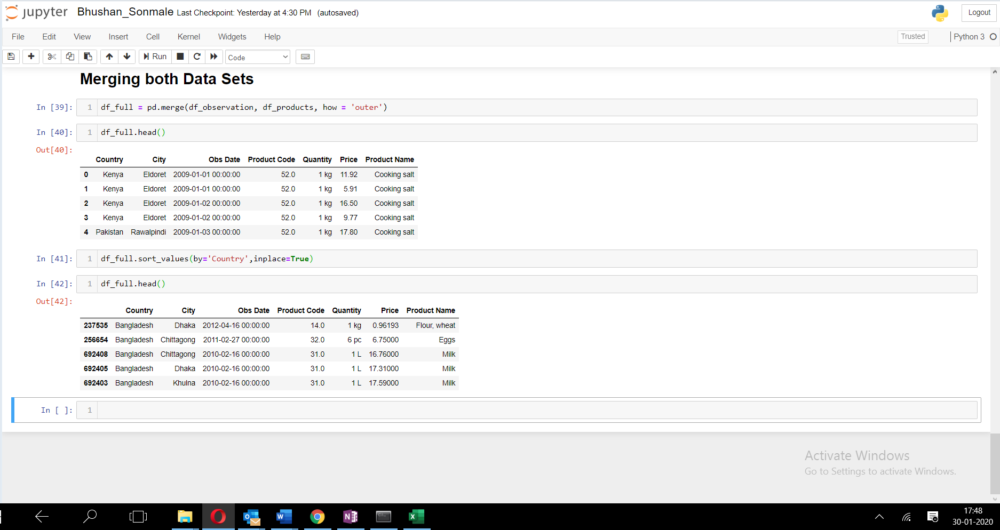 jupyter Bhushan_Sonmale Last Checkpoint: Yesterday at 4:30 PM (autosaved) Logout
File Edit View Insert Cell Kernel Widgets Help Trusted Python 3
Run Code
Merging both Data Sets
In [39]: 1 df_full = pd.merge(df_observation, df_products, how = 'outer')
In [40]: 1 df_full.head()
Out[40]:
Country City Obs Date Product Code Quantity Price Product Name
0 Kenya Eldoret 2009-01-01 00:00:00 52.0 1 kg 11.92 Cooking salt
1 Kenya Eldoret 2009-01-01 00:00:00 52.0 1 kg 5.91 Cooking salt
2 Kenya Eldoret 2009-01-02 00:00:00 52.0 1 kg 16.50 Cooking salt
3 Kenya Eldoret 2009-01-02 00:00:00 52.0 1 kg 9.77 Cooking salt
4 Pakistan Rawalpindi 2009-01-03 00:00:00 52.0 1 kg 17.80 Cooking salt
In [41]: 1 df_full.sort_values(by='Country',inplace=True)
In [42]: 1 df_full.head()
Out[42]:
Country City Obs Date Product Code Quantity Price Product Name
237535 Bangladesh Dhaka 2012-04-16 00:00:00 14.0 1 kg 0.96193 Flour, wheat
256654 Bangladesh Chittagong 2011-02-27 00:00:00 32.0 6 pc 6.75000 Eggs
692408 Bangladesh Chittagong 2010-02-16 00:00:00 31.0 1 L 16.76000 Milk
692405 Bangladesh Dhaka 2010-02-16 00:00:00 31.0 1 L 17.31000 Milk
692403 Bangladesh Khulna 2010-02-16 00:00:00 31.0 1 L 17.59000 Milk
In [ ]: 1
Activate Windows
Go to Settings to activate Windows.
17:48
30-01-2020